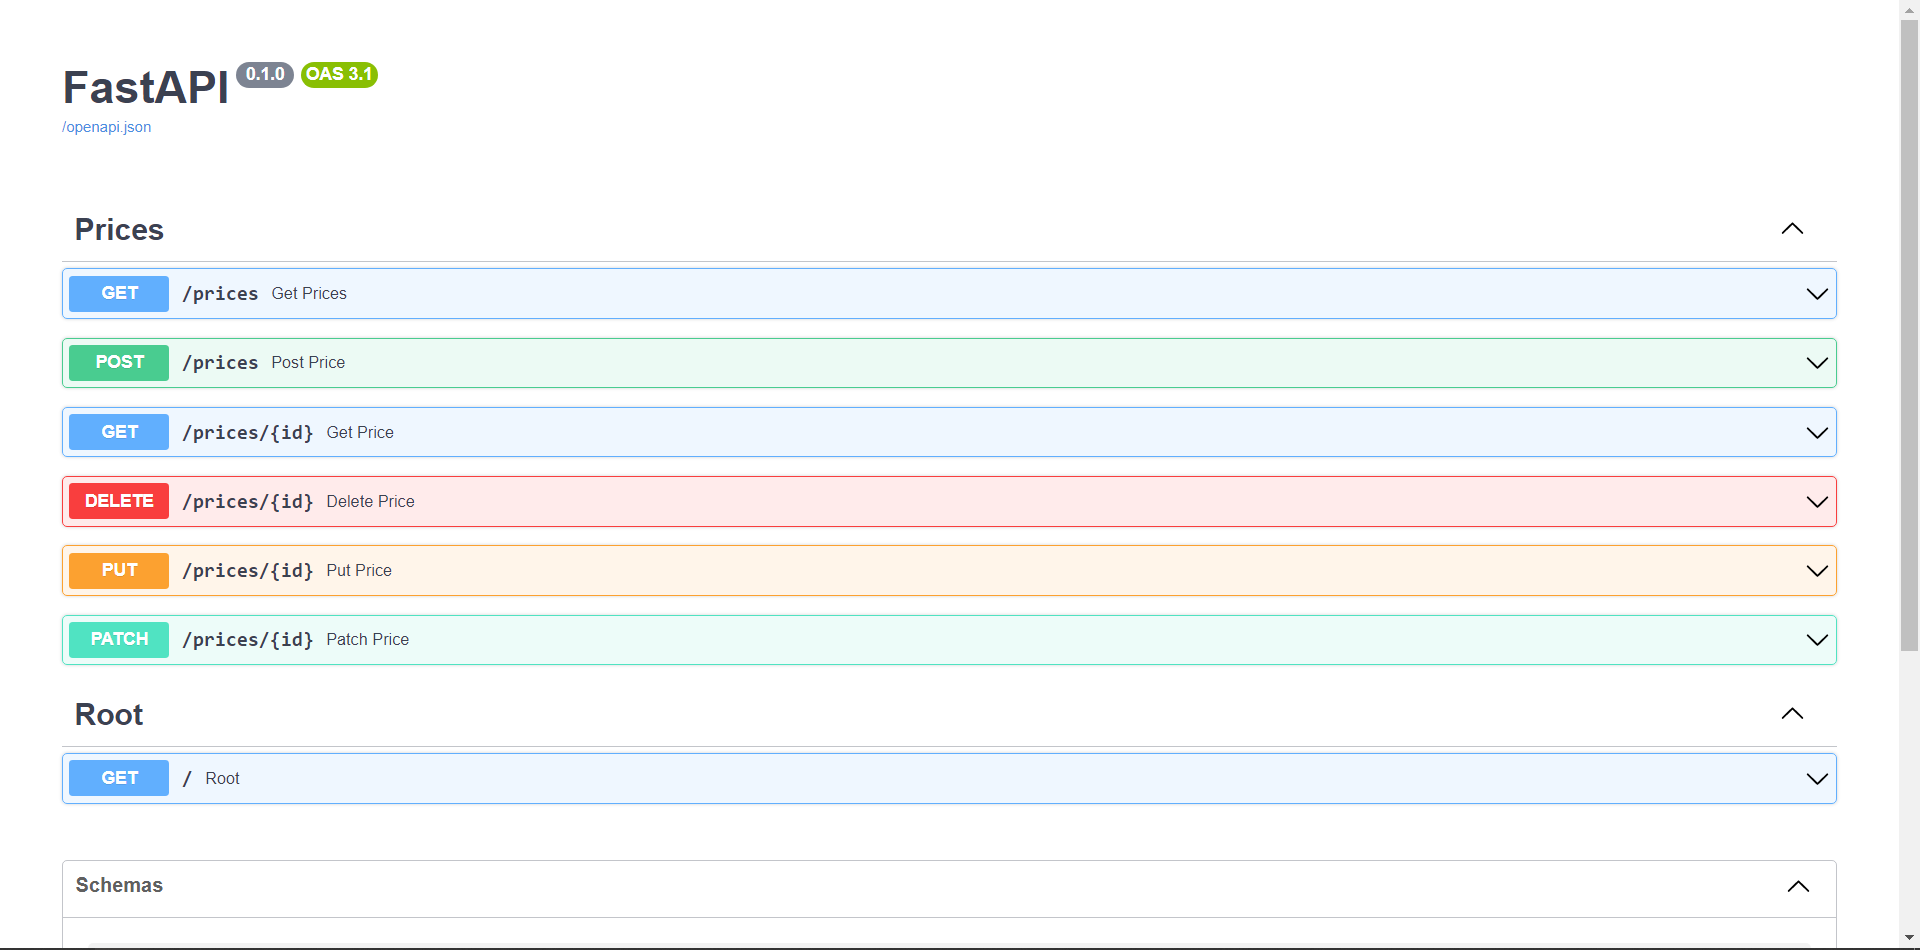 FastAPI 0.1.0 OAS 3.1
/openapi.json
Prices
GET /prices Get Prices
POST /prices Post Price
GET /prices/{id} Get Price
DELETE /prices/{id} Delete Price
PUT /prices/{id} Put Price
PATCH /prices/{id} Patch Price
Root
GET / Root
Schemas